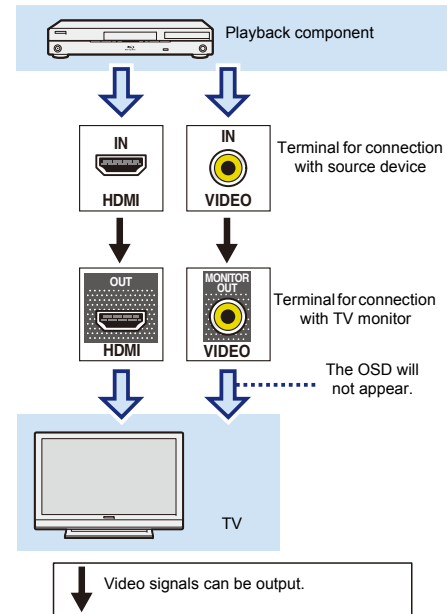 Playback component
IN
HDMI
IN
VIDEO
Terminal for connection
with source device
OUT
HDMI
MONITOR
OUT
VIDEO
Terminal for connection
with TV monitor
The OSD will
not appear.
TV
Video signals can be output.